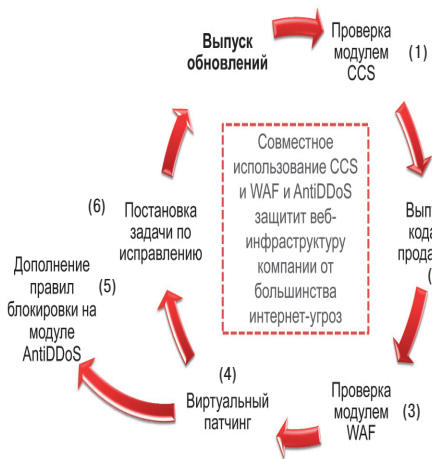 Выпуск
обновлений
Проверка
модулем
CCS
(1)
кода
(3)
Проверка
модулем
WAF
(4)
Виртуальный
патчинг
(5)
Дополнение
правил
блокировки на
модуле
AntiDDoS
(6)
Постановка
задачи по
исправлению
Совместное
использование CCS
и WAF и AntiDDoS
защитит веб-
инфраструктуру
компании от
большинства
интернет-угроз